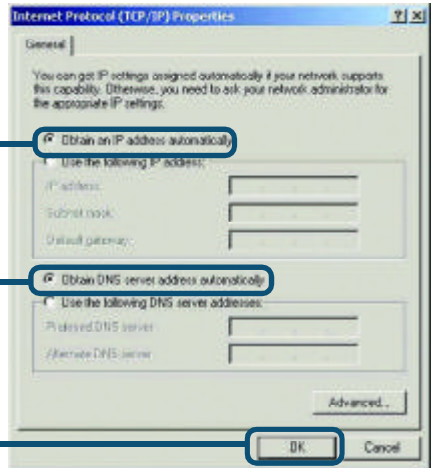 Internet Protocol (TCP/IP) Properties
General
You can get IP settings assigned automatically if your network supports
this capability. Otherwise, you need to ask your network administrator for
the appropriate IP settings.
Obtain an IP address automatically
Use the following IP address:
IP address:
Subnet mask:
Default gateway:
Obtain DNS server address automatically
Use the following DNS server addresses:
Preferred DNS server:
Alternate DNS server:
Advanced...
OK
Cancel